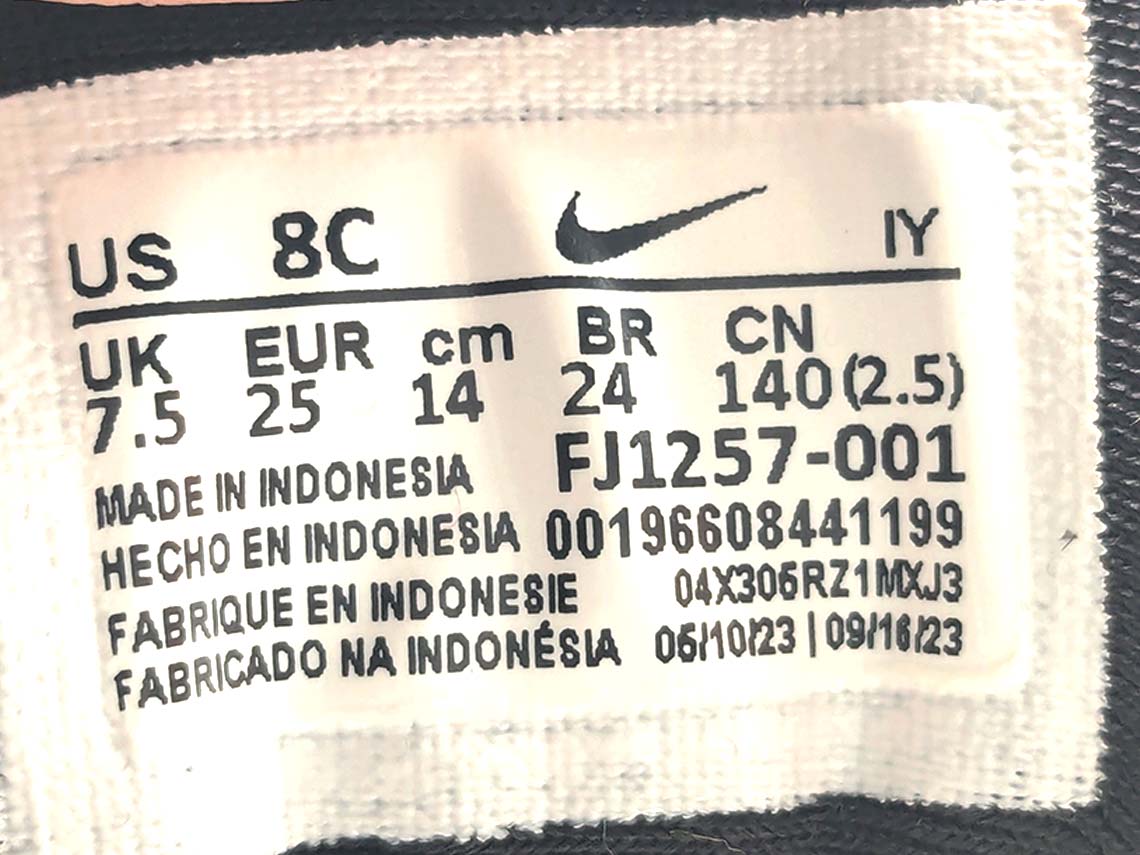 US 8C IY
UK EUR cm BR CN
7.5 25 14 24 140(2.5)
MADE IN INDONESIA FJ1257-001
HECHO EN INDONESIA 00196608441199
FABRIQUE EN INDONESIE 04X306RZ1MXJ3
FABRICADO NA INDONÉSIA 06/10/23 | 09/16/23